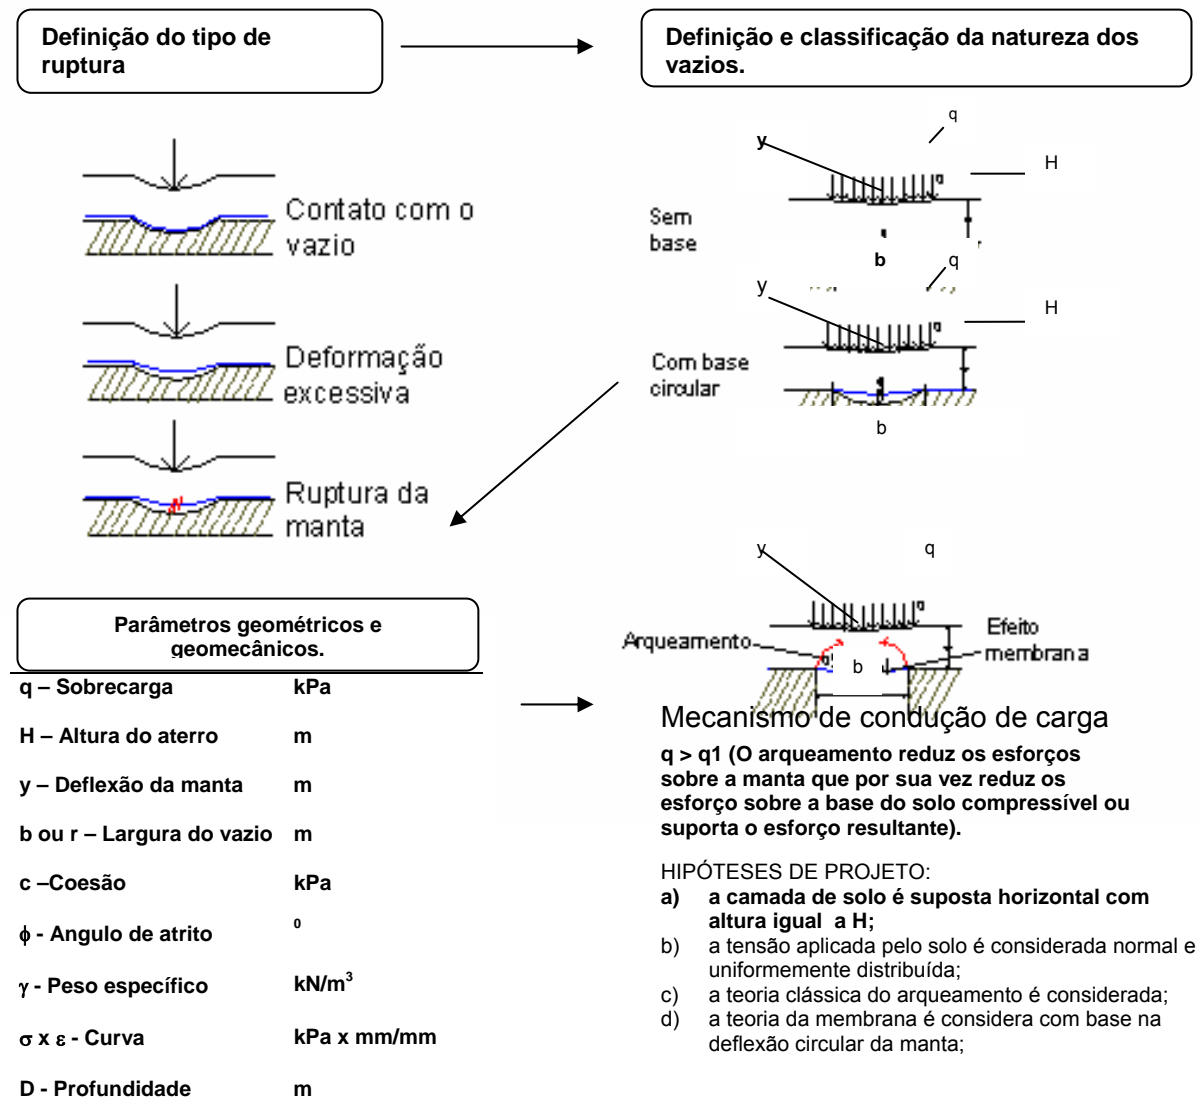 Definição do tipo de
ruptura
Definição e classificação da natureza dos
vazios.
Contato com o
vazio
Deformação
excessiva
Ruptura da
manta
q
y
H
q
Sem
base
b
q
y
H
q
Com base
circular
b
Parâmetros geométricos e
geomecânicos.
q – Sobrecarga kPa
H – Altura do aterro m
y – Deflexão da manta m
b ou r – Largura do vazio m
c –Coesão kPa
ϕ - Angulo de atrito 0
γ - Peso específico kN/m³
σ x ε - Curva kPa x mm/mm
D - Profundidade m
y
q
q
Arqueamento
Efeito
membrana
b
Mecanismo de condução de carga
q > q1 (O arqueamento reduz os esforços
sobre a manta que por sua vez reduz os
esforço sobre a base do solo compressível ou
suporta o esforço resultante).
HIPÓTESES DE PROJETO:
a) a camada de solo é suposta horizontal com
altura igual a H;
b) a tensão aplicada pelo solo é considerada normal e
uniformemente distribuída;
c) a teoria clássica do arqueamento é considerada;
d) a teoria da membrana é considera com base na
deflexão circular da manta;